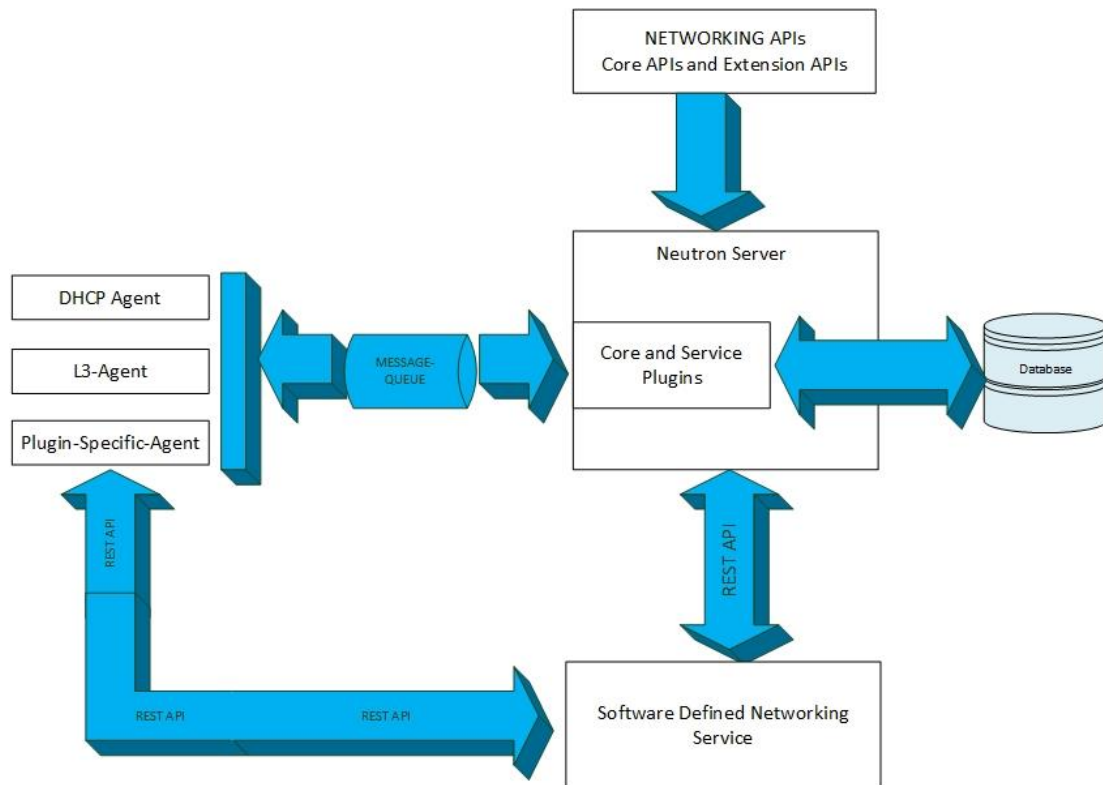 NETWORKING APIs
Core APIs and Extension APIs
Neutron Server
DHCP Agent
L3-Agent
Plugin-Specific-Agent
MESSAGE-
QUEUE
Core and Service
Plugins
Database
REST API
REST API
REST API
REST API
Software Defined Networking
Service